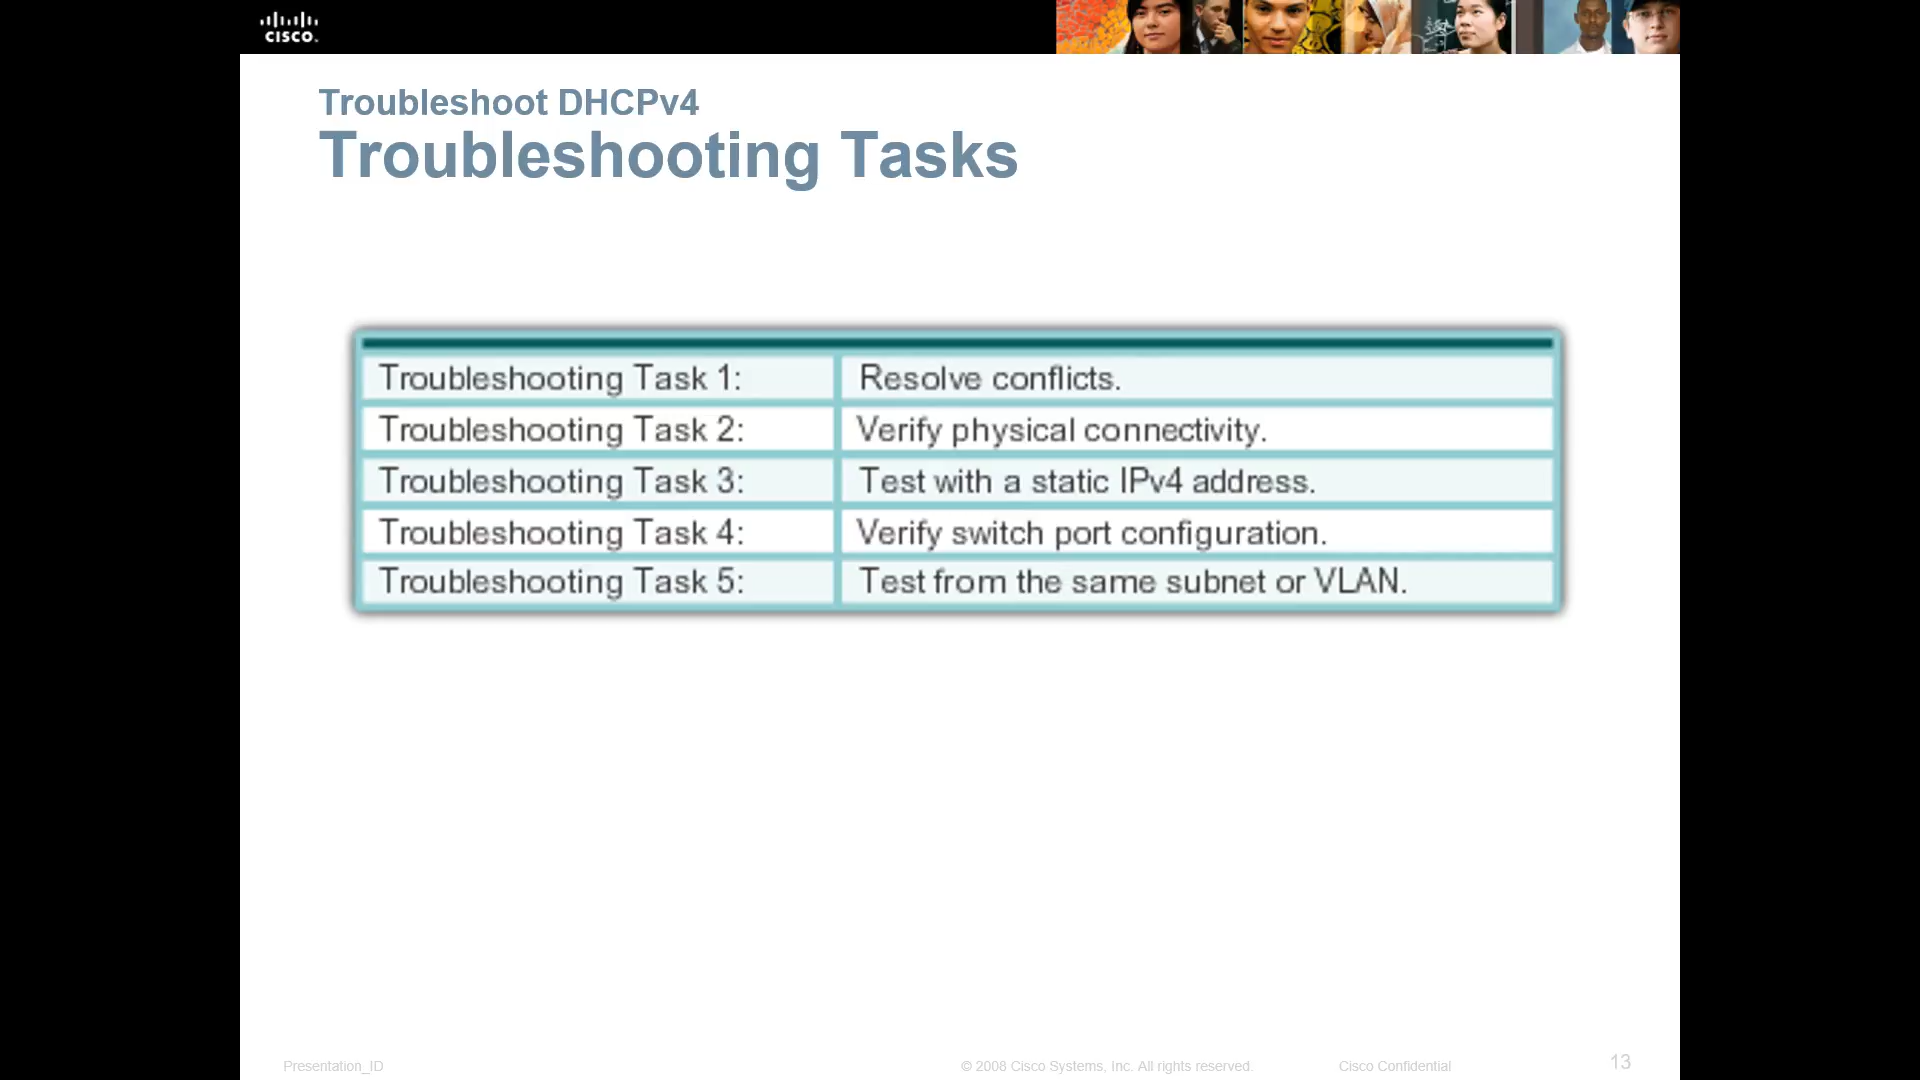 CISCO.
Troubleshoot DHCPv4
Troubleshooting Tasks
Troubleshooting Task 1: Resolve conflicts.
Troubleshooting Task 2: Verify physical connectivity.
Troubleshooting Task 3: Test with a static IPv4 address.
Troubleshooting Task 4: Verify switch port configuration.
Troubleshooting Task 5: Test from the same subnet or VLAN.
Presentation_ID © 2008 Cisco Systems, Inc. All rights reserved. Cisco Confidential 13